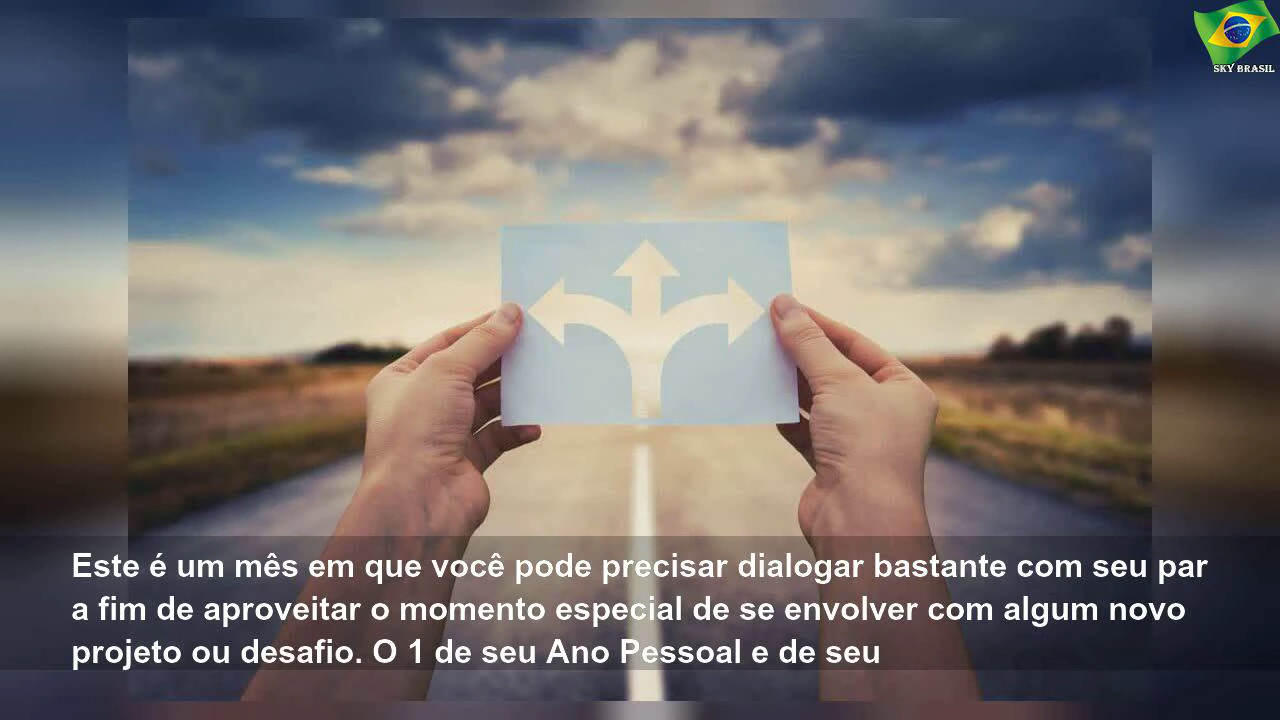 SKY BRASIL
Este é um mês em que você pode precisar dialogar bastante com seu par
a fim de aproveitar o momento especial de se envolver com algum novo
projeto ou desafio. O 1 de seu Ano Pessoal e de seu